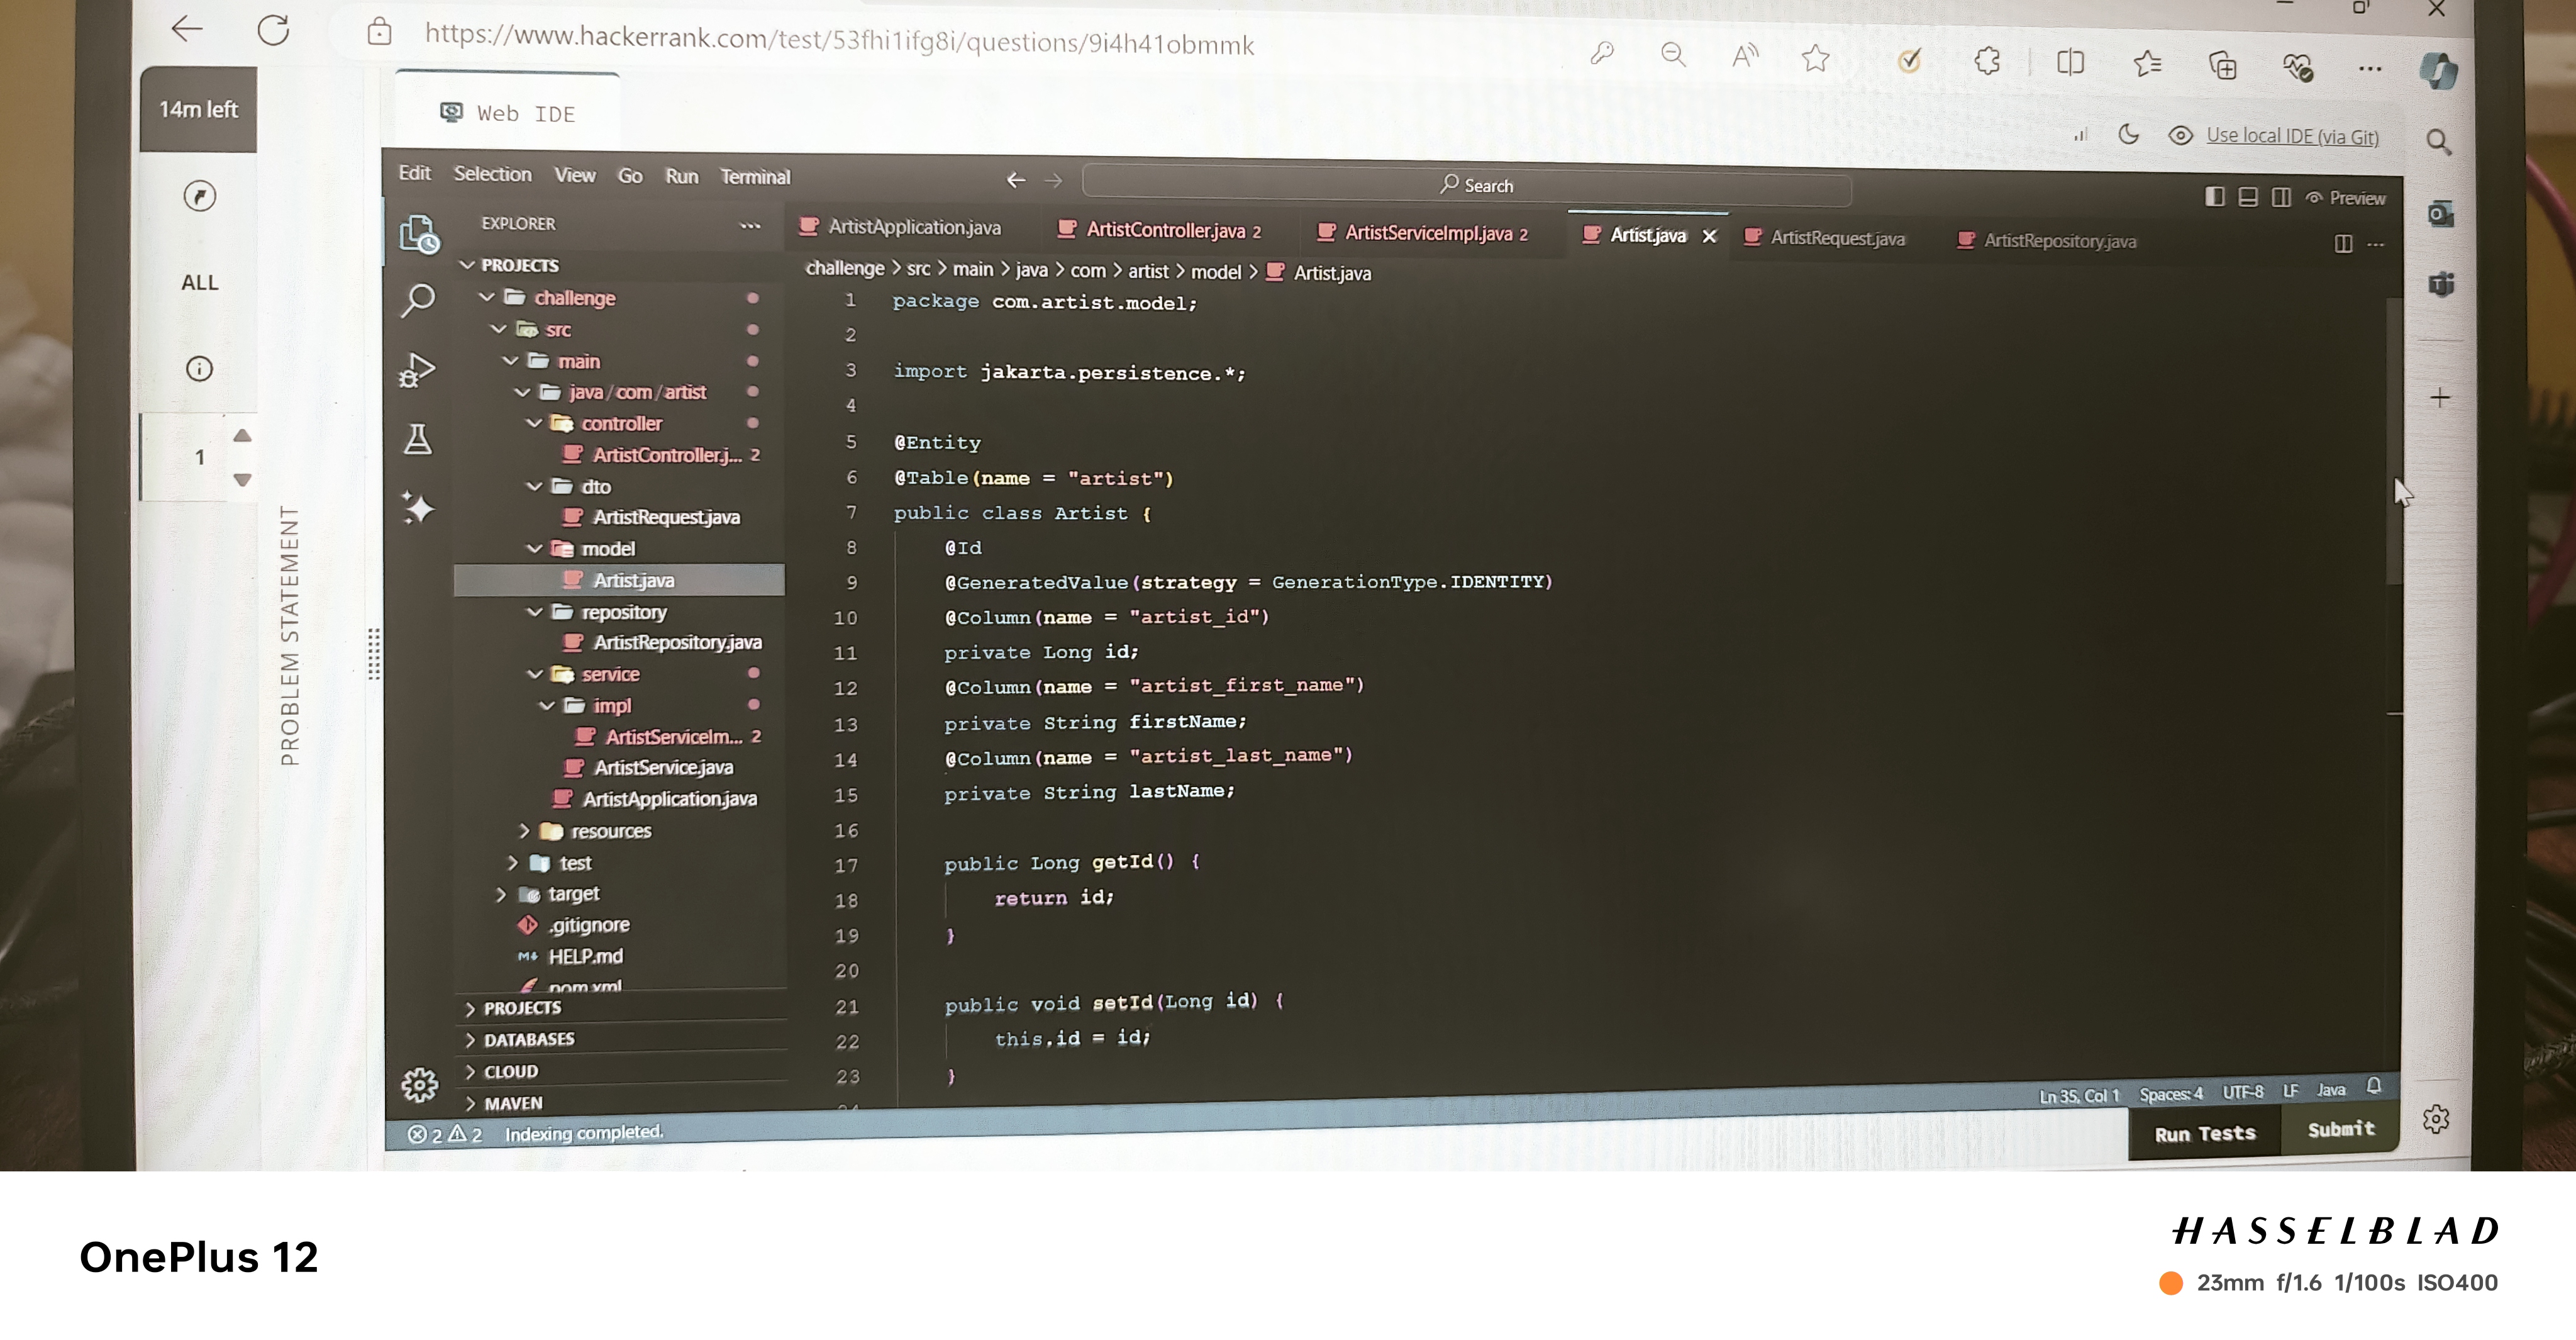 https://www.hackerrank.com/test/53fhi1ifg8i/questions/9i4h41obmmk
14m left
Web IDE
Use local IDE (via Git)
Edit Selection View Go Run Terminal
Search
Preview
EXPLORER
ArtistApplication.java
ArtistController.java 2
ArtistServiceImpl.java 2
Artist.java
ArtistRequest.java
ArtistRepository.java
challenge > src > main > java > com > artist > model > Artist.java
ALL
1
PROBLEM STATEMENT
PROJECTS
challenge
src
main
java/com/artist
controller
ArtistController.j... 2
dto
ArtistRequest.java
model
Artist.java
repository
ArtistRepository.java
service
impl
ArtistServiceIm... 2
ArtistService.java
ArtistApplication.java
resources
test
target
.gitignore
HELP.md
pom.xml
PROJECTS
DATABASES
CLOUD
MAVEN
1 package com.artist.model;
2
3 import jakarta.persistence.*;
4
5 @Entity
6 @Table(name = "artist")
7 public class Artist {
8 @Id
9 @GeneratedValue(strategy = GenerationType.IDENTITY)
10 @Column(name = "artist_id")
11 private Long id;
12 @Column(name = "artist_first_name")
13 private String firstName;
14 @Column(name = "artist_last_name")
15 private String lastName;
16
17 public Long getId() {
18 return id;
19 }
20
21 public void setId(Long id) {
22 this.id = id;
23 }
24
2 2 Indexing completed.
Ln 35, Col 1 Spaces: 4 UTF-8 LF Java
Run Tests Submit
OnePlus 12
HASSELBLAD
23mm f/1.6 1/100s ISO400